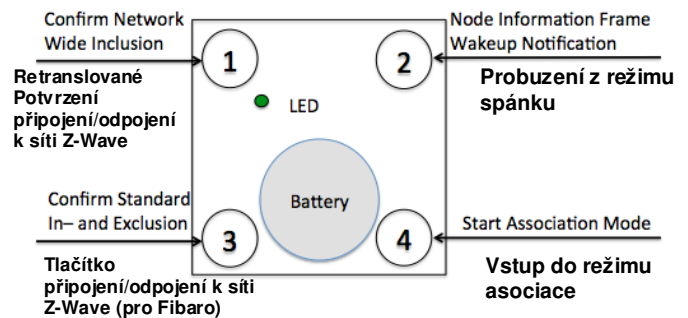 Confirm Network
Wide Inclusion
Retranslované
Potvrzení
připojení/odpojení
k síti Z-Wave
1
2
Node Information Frame
Wakeup Notification
Probuzení z režimu
spánku
LED
Battery
Confirm Standard
In– and Exclusion
Tlačítko
připojení/odpojení k síti
Z-Wave (pro Fibaro)
3
4
Start Association Mode
Vstup do režimu
asociace